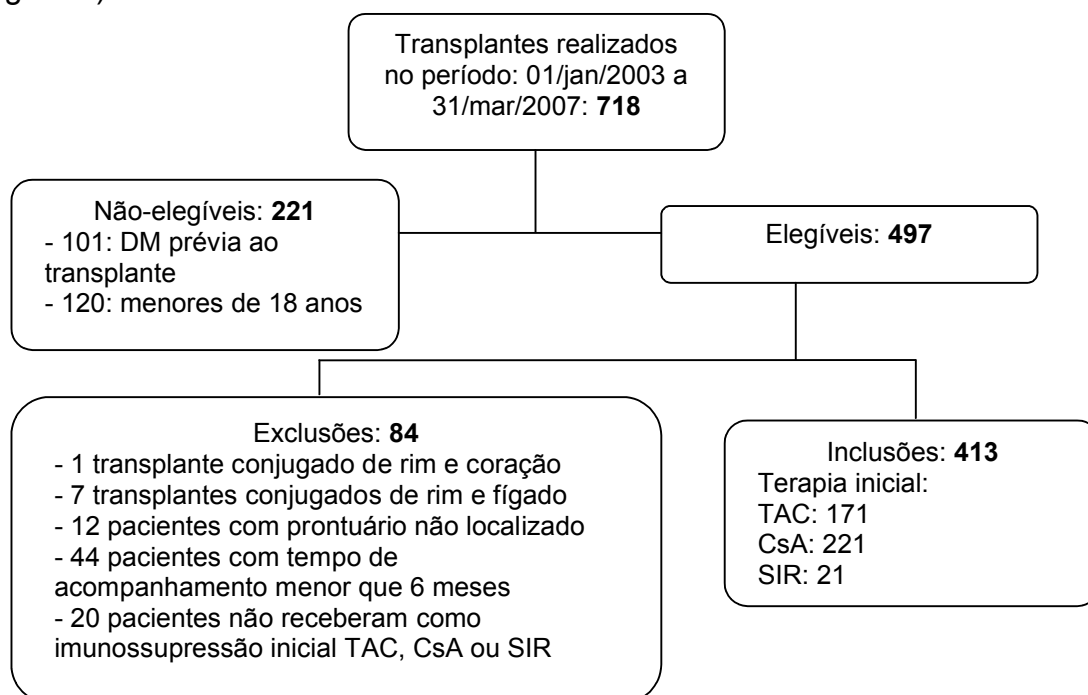 Transplantes realizados
no período: 01/jan/2003 a
31/mar/2007: 718
Não-elegíveis: 221
- 101: DM prévia ao
transplante
- 120: menores de 18 anos
Elegíveis: 497
Exclusões: 84
- 1 transplante conjugado de rim e coração
- 7 transplantes conjugados de rim e fígado
- 12 pacientes com prontuário não localizado
- 44 pacientes com tempo de
acompanhamento menor que 6 meses
- 20 pacientes não receberam como
imunossupressão inicial TAC, CsA ou SIR
Inclusões: 413
Terapia inicial:
TAC: 171
CsA: 221
SIR: 21